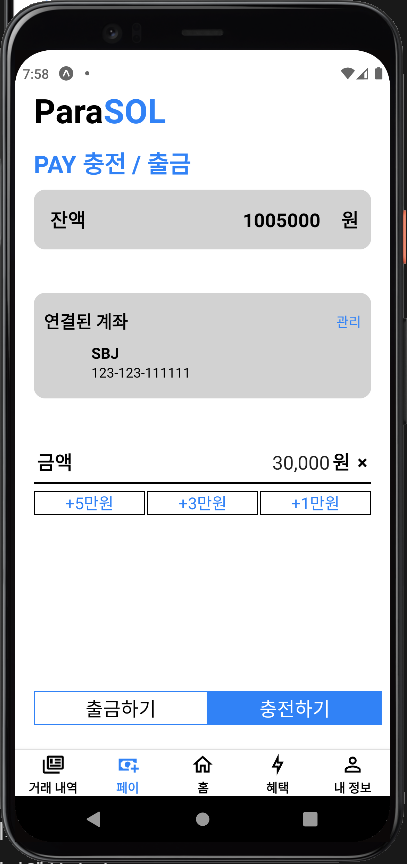 7:58
ParaSOL
PAY 충전 / 출금
잔액 1005000 원
연결된 계좌 관리
SBJ
123-123-111111
금액 30,000 원 ×
+5만원 +3만원 +1만원
출금하기 충전하기
거래 내역 페이 홈 혜택 내 정보